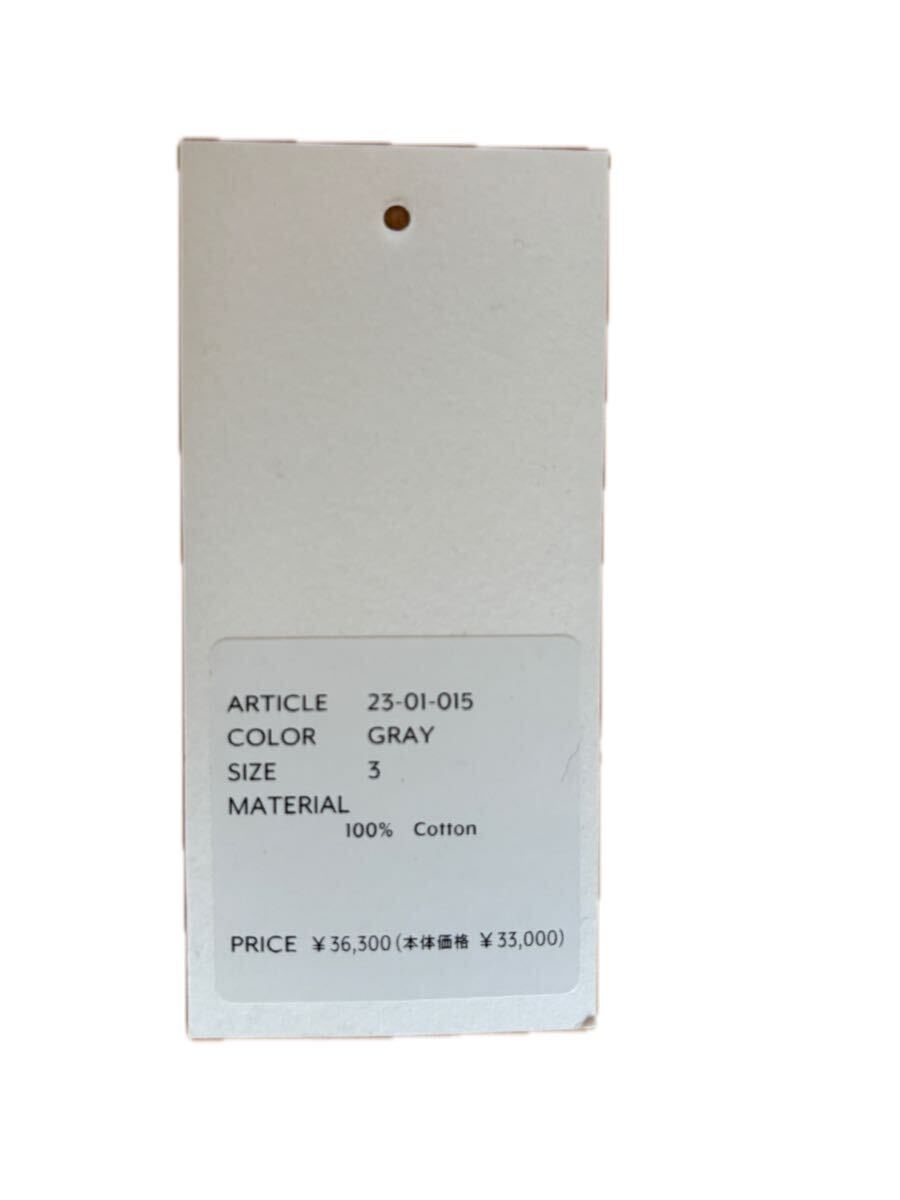 ARTICLE 23-01-015
COLOR GRAY
SIZE 3
MATERIAL
100% Cotton
PRICE ¥36,300(本体価格 ¥33,000)